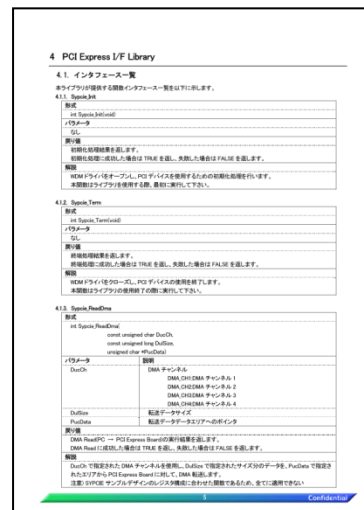 4 PCI Express I/F Library
4.1. インタフェース一覧
本ライブラリが提供する関数インタフェース一覧を以下に示します。
4.1.1. Sypcie_Init
形式
int Sypcie_Init(void)
パラメータ
なし
戻り値
初期化処理結果を返します。
初期化処理に成功した場合は TRUE を返し、失敗した場合は FALSE を返します。
解説
WDM ドライバをオープンし、PCI デバイスを使用するための初期化処理を行います。
本関数はライブラリを使用する際、最初に実行して下さい。
4.1.2. Sypcie_Term
形式
int Sypcie_Term(void)
パラメータ
なし
戻り値
終端処理結果を返します。
終端処理に成功した場合は TRUE を返し、失敗した場合は FALSE を返します。
解説
WDM ドライバをクローズし、PCI デバイスの使用を終了します。
本関数はライブラリの使用終了の際に実行して下さい。
4.1.3. Sypcie_ReadDma
形式
int Sypcie_ReadDma(
const unsigned char DucCh,
const unsigned long DulSize,
unsigned char *PucData)
パラメータ 説明
DucCh DMA チャンネル
DMA_CH1:DMA チャンネル 1
DMA_CH2:DMA チャンネル 2
DMA_CH3:DMA チャンネル 3
DMA_CH4:DMA チャンネル 4
DulSize 転送データサイズ
PucData 転送データデータエリアへのポインタ
戻り値
DMA Read(PC → PCI Express Board)の実行結果を返します。
DMA Read に成功した場合は TRUE を返し、失敗した場合は FALSE を返します。
解説
DucCh で指定された DMA チャンネルを使用し、DulSize で指定されたサイズ分のデータを、PucData で指定さ
れたエリアから PCI Express Board に対して、DMA 転送します。
注意) SYPCIE サンプルデザインのレジスタ構成に合わせた関数であるため、全てに適用できない
1
Confidential